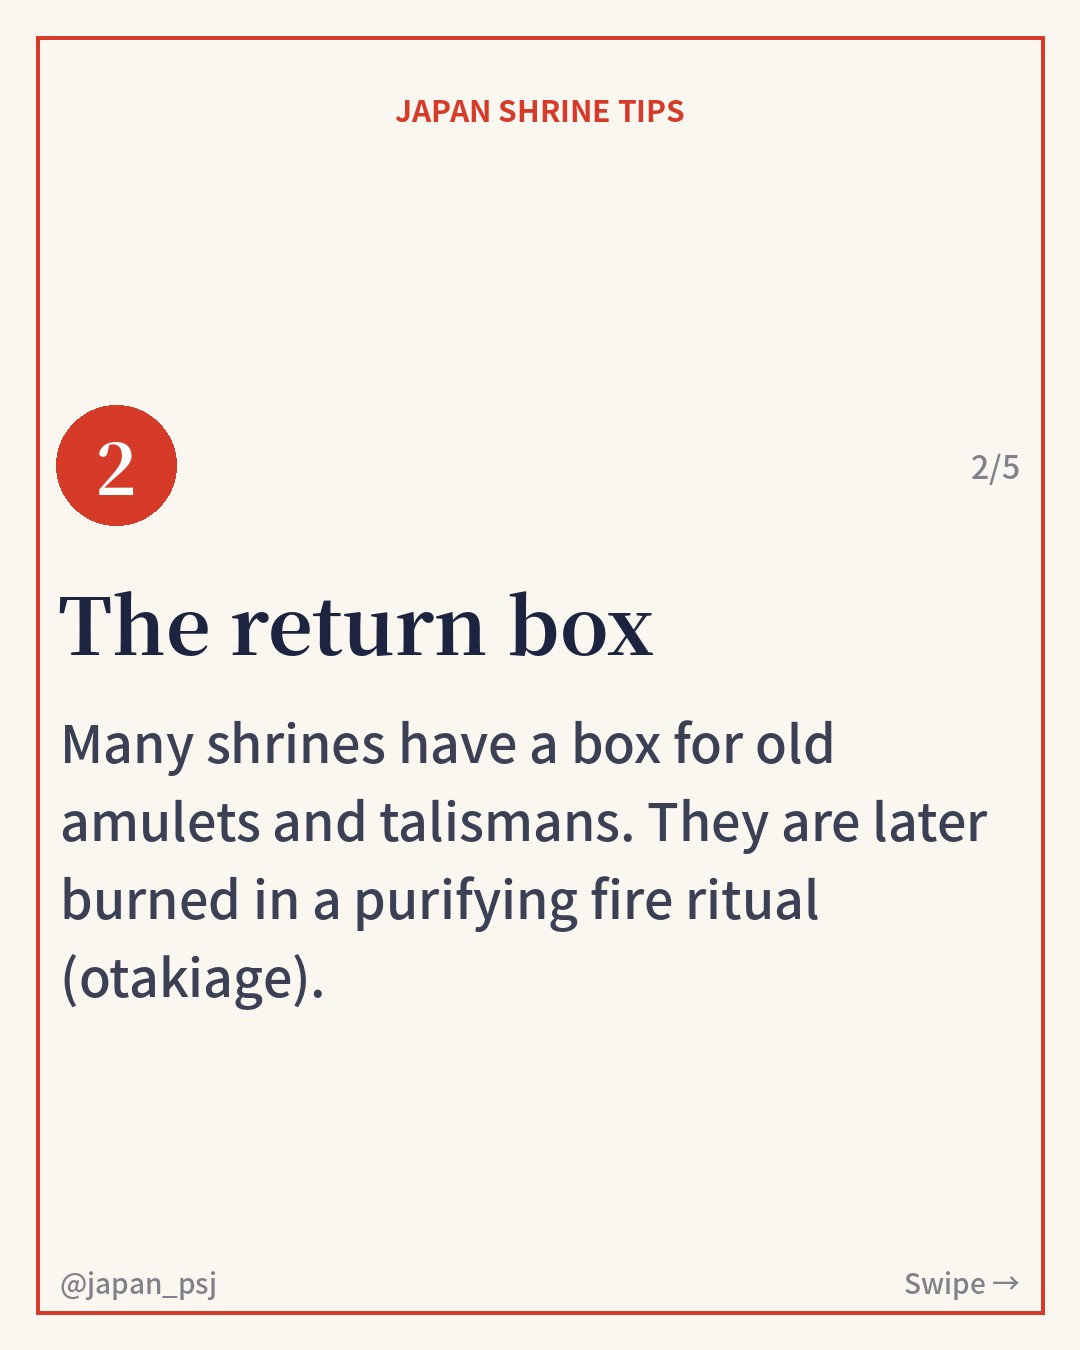 JAPAN SHRINE TIPS
2
2/5
The return box
Many shrines have a box for old
amulets and talismans. They are later
burned in a purifying fire ritual
(otakiage).
@japan_psj
Swipe →